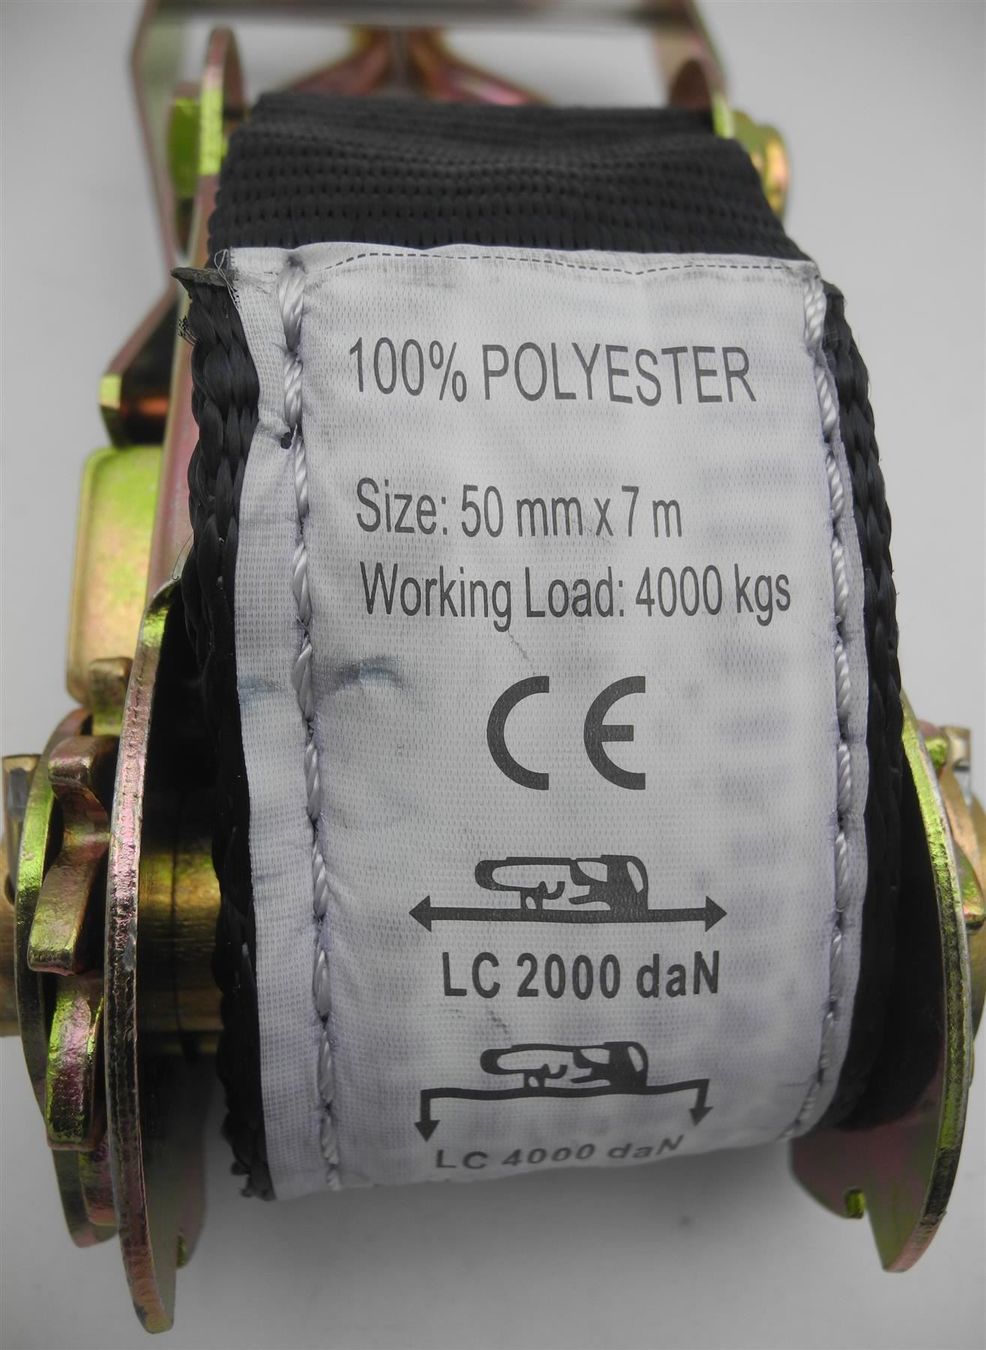 100% POLYESTER
Size: 50 mm x 7 m
Working Load: 4000 kgs
CE
LC 2000 daN
LC 4000 daN